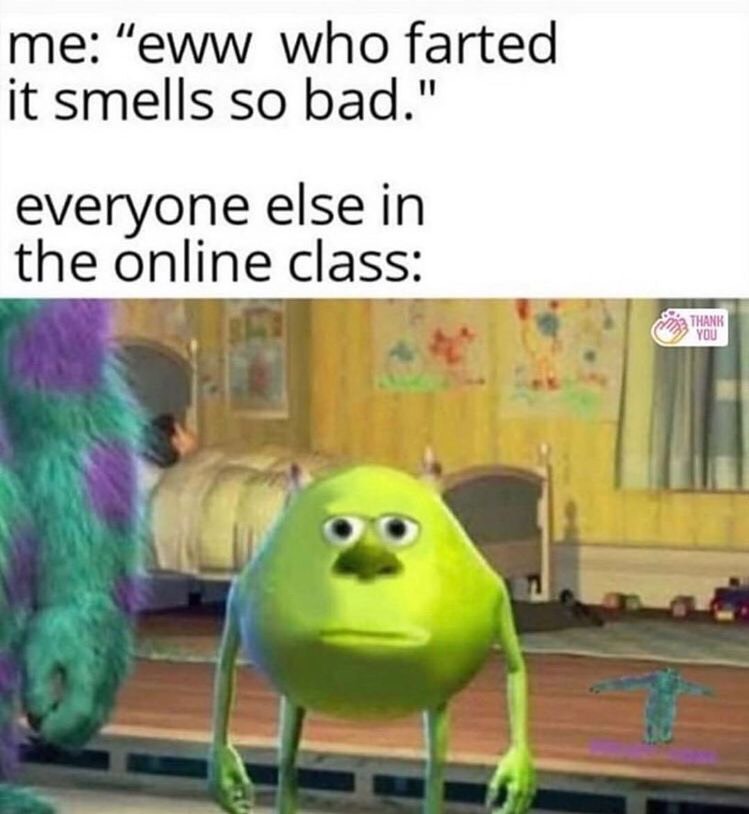 me: “eww  who farted
it smells so bad."
everyone else in
the online class:
THANK
YOU